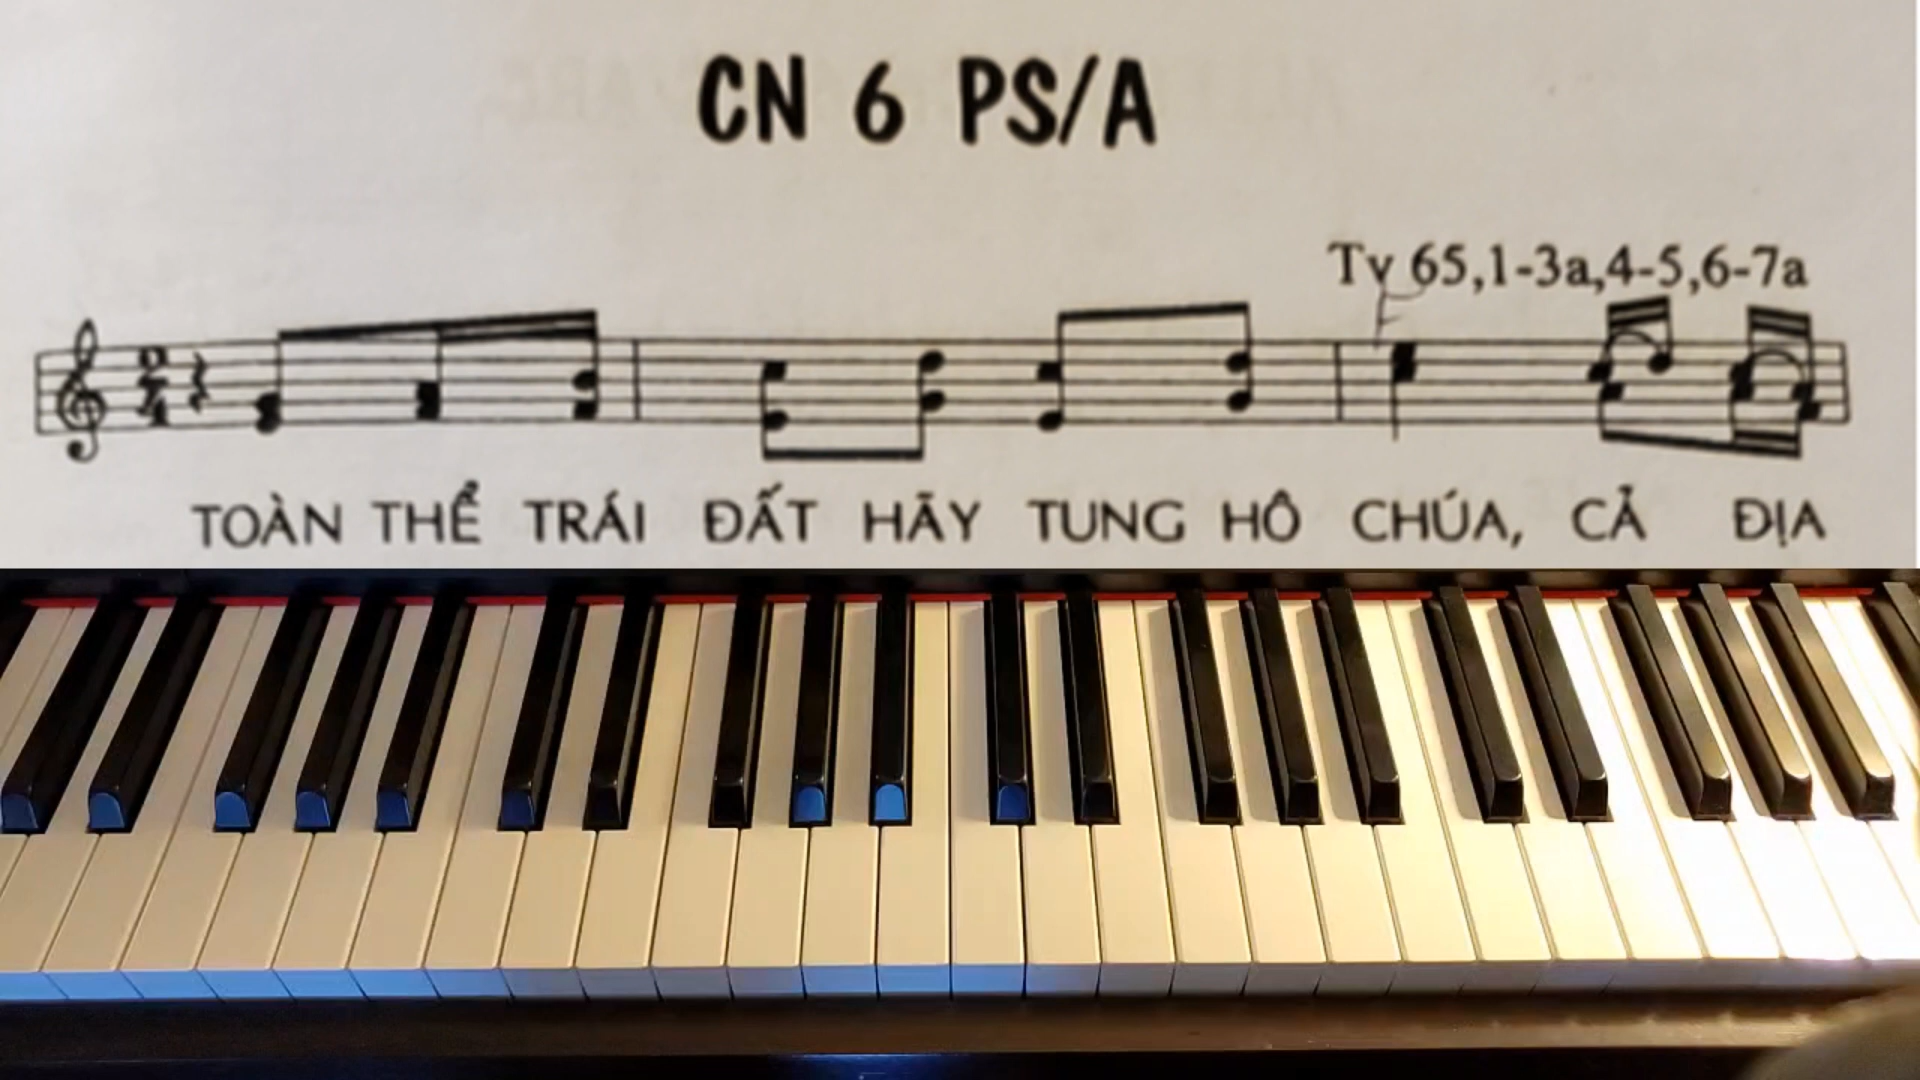 CN 6 PS/A
Tv 65,1-3a,4-5,6-7a
TOÀN THỂ TRÁI ĐẤT HÃY TUNG HÔ CHÚA, CẢ ĐỊA